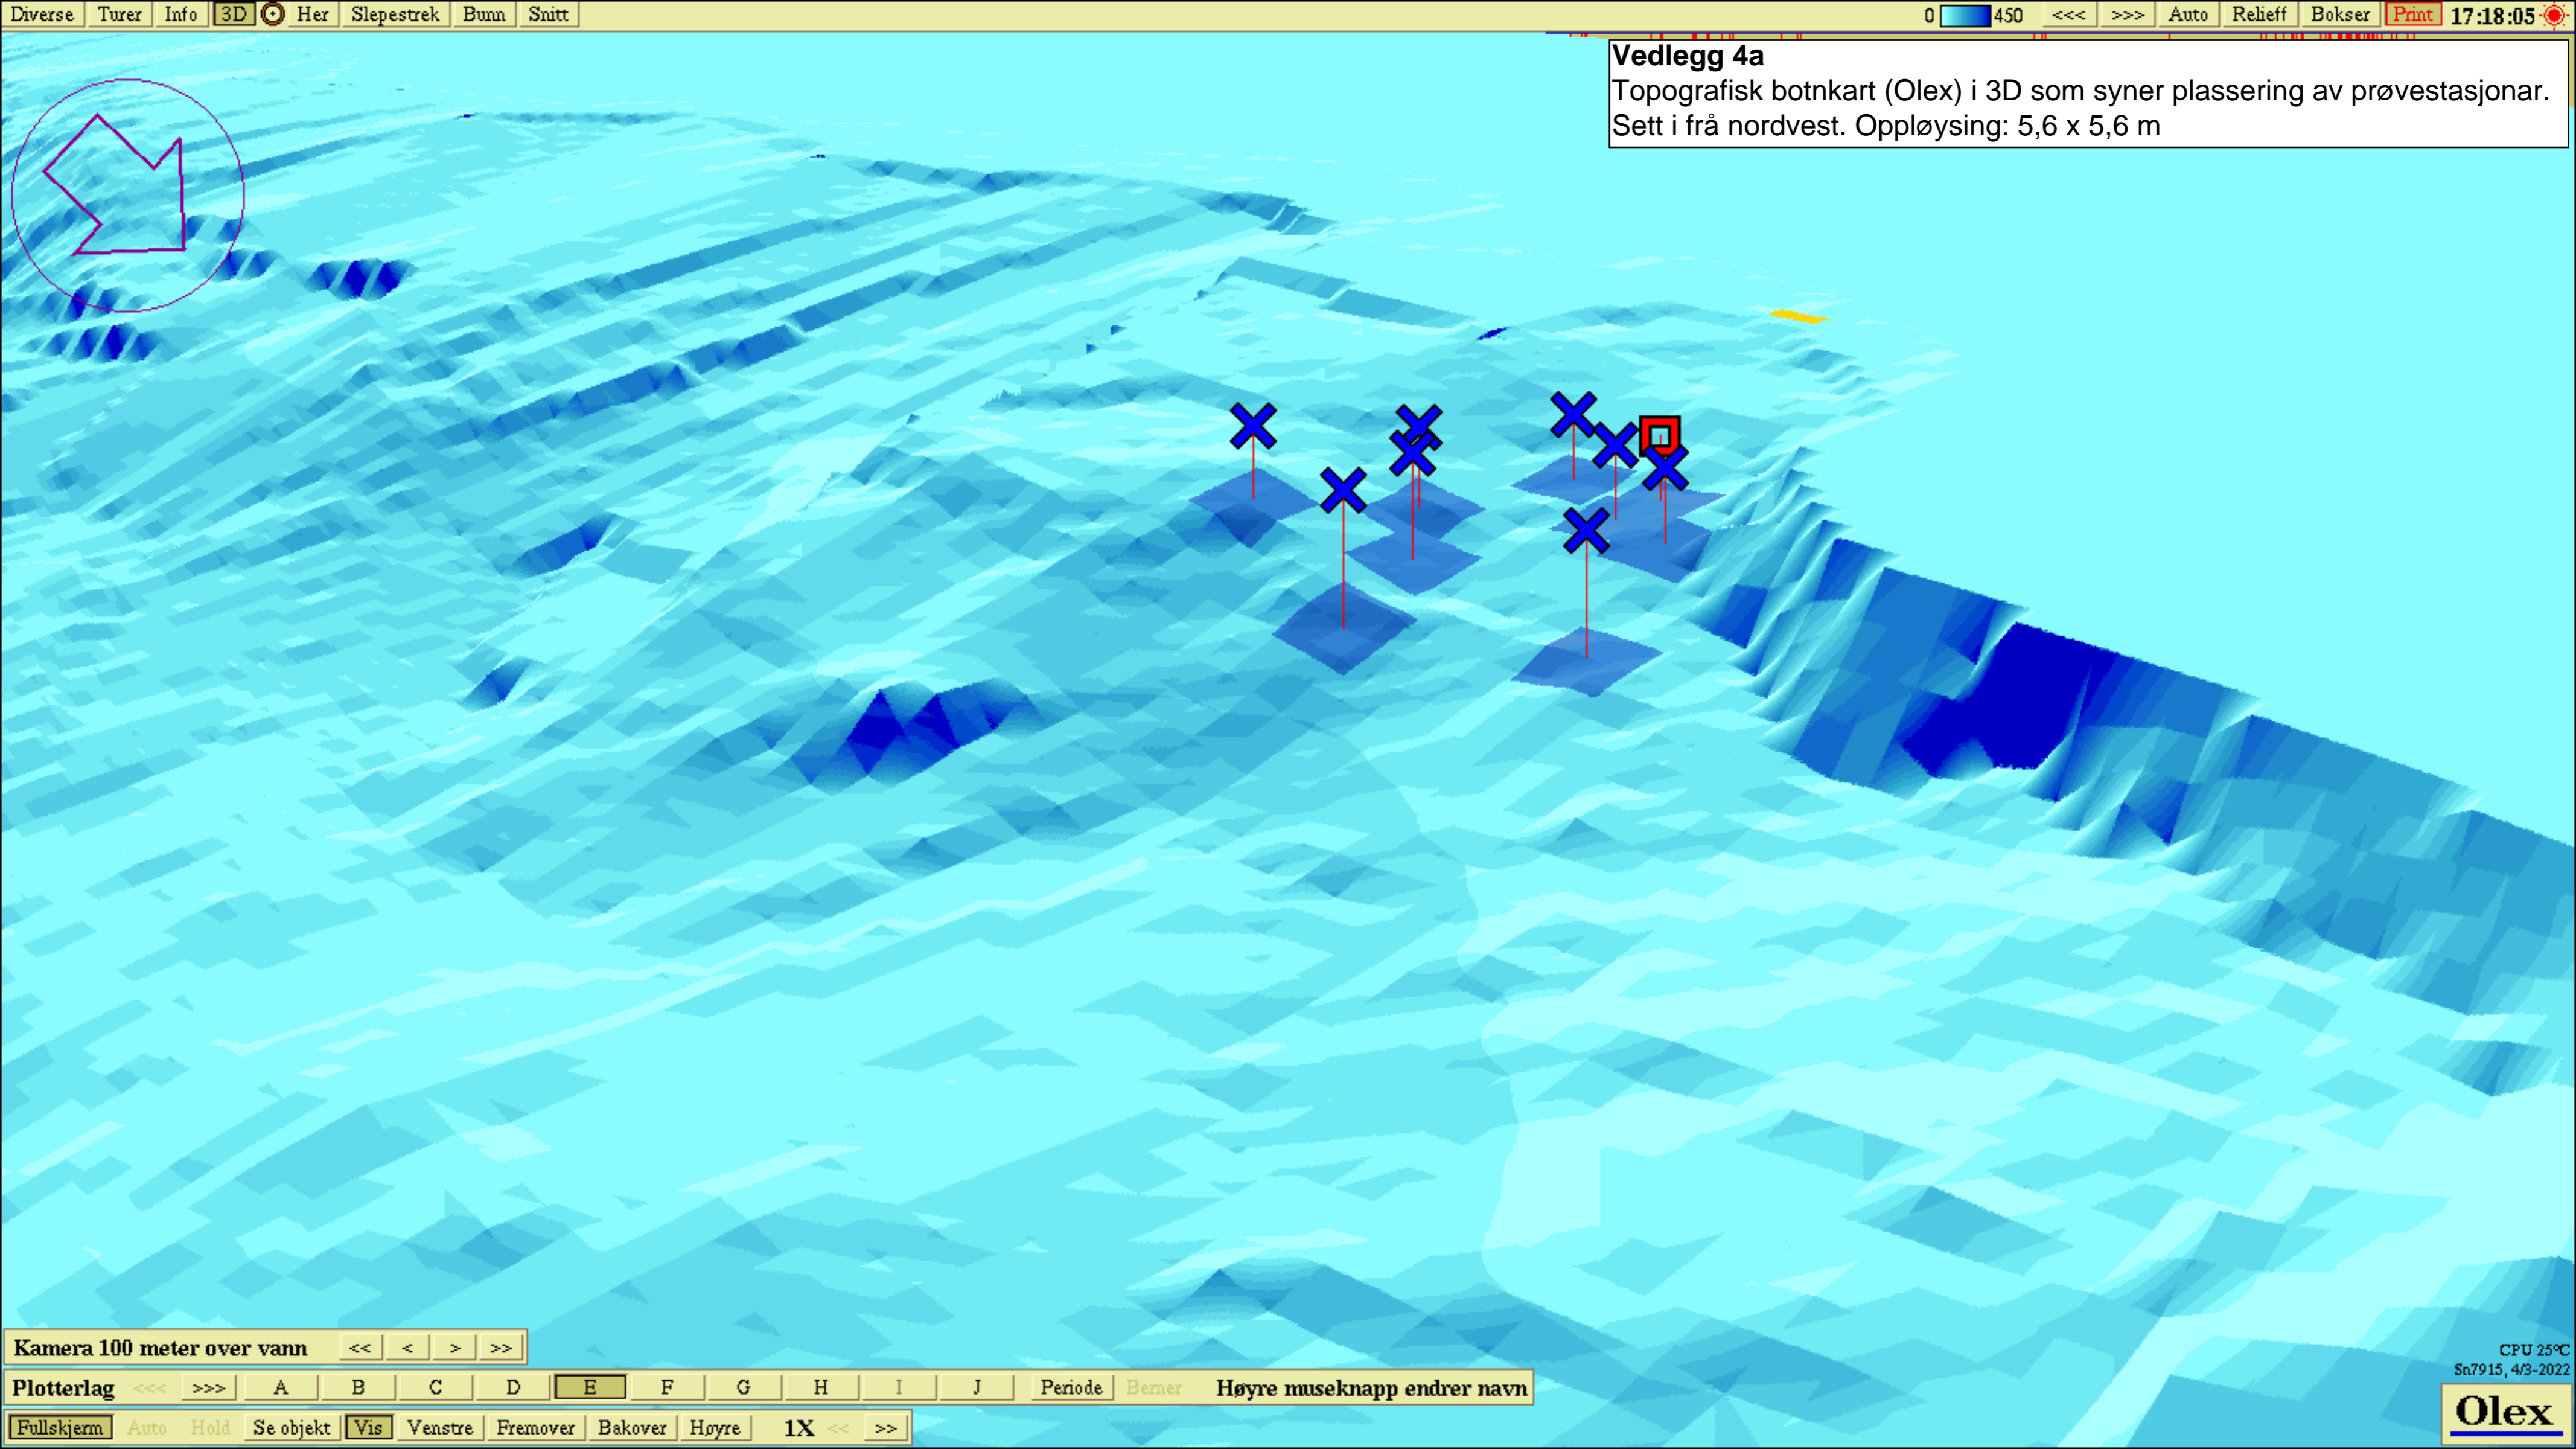 Diverse Turer Info 3D Her Slepestrek Bunn Snitt
0 450 <<< >>> Auto Relieff Bokser Print 17:18:05
Vedlegg 4a
Topografisk botnkart (Olex) i 3D som syner plassering av prøvestasjonar.
Sett i frå nordvest. Oppløysing: 5,6 x 5,6 m
Kamera 100 meter over vann << < > >>
Plotterlag <<< >>> A B C D E F G H I J Periode Bemer Høyre museknapp endrer navn
Fullskjerm Auto Hold Se objekt Vis Venstre Fremover Bakover Høyre 1X << >>
CPU 25°C
Sn7915, 4/3-2022
Olex